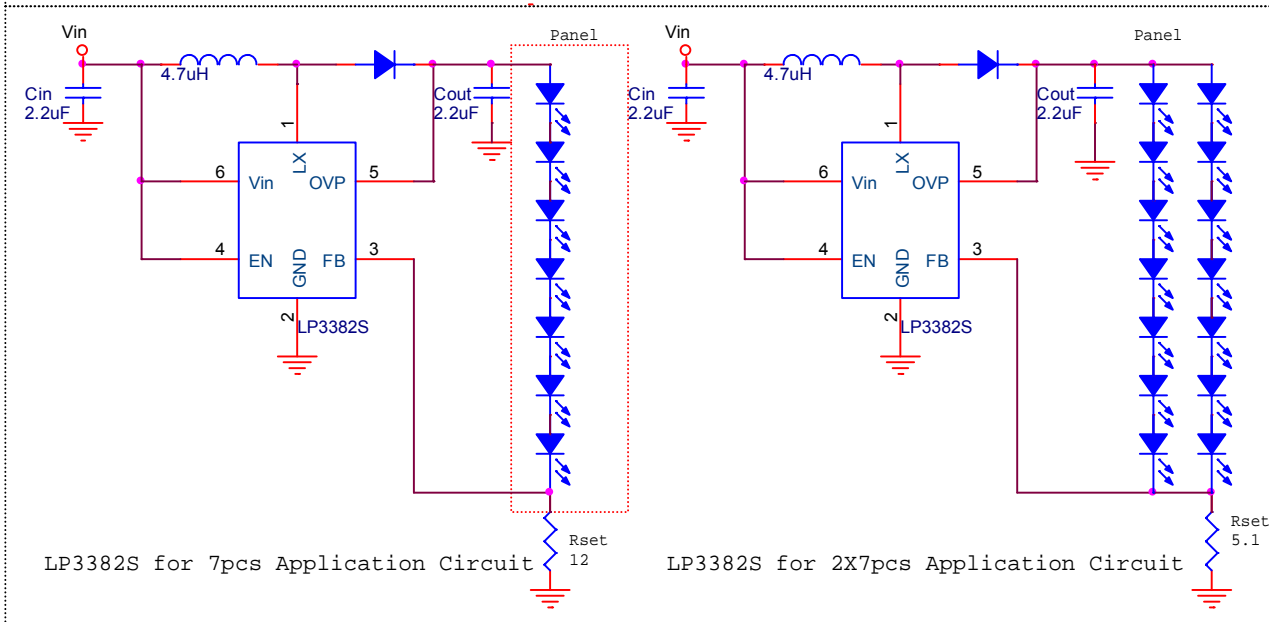 Vin
Panel
4.7uH
Cin
2.2uF
Cout
2.2uF
1
LX
6
Vin
OVP
5
4
EN
GND
FB
3
2
LP3382S
Rset
12
LP3382S for 7pcs Application Circuit
Vin
Panel
4.7uH
Cin
2.2uF
Cout
2.2uF
1
LX
6
Vin
OVP
5
4
EN
GND
FB
3
2
LP3382S
Rset
5.1
LP3382S for 2X7pcs Application Circuit